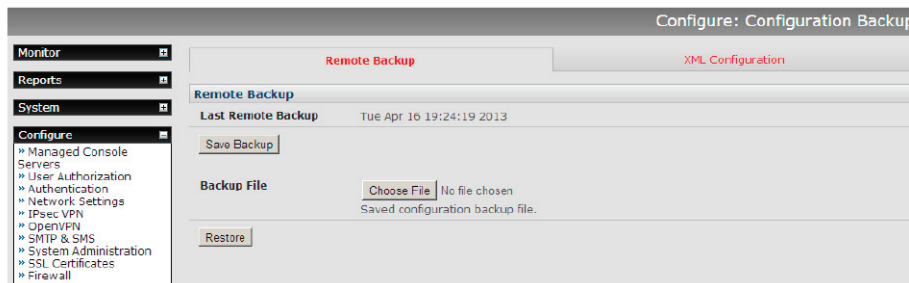 Configure: Configuration Backup
Monitor
Reports
System
Configure
» Managed Console
Servers
» User Authorization
» Authentication
» Network Settings
» IPsec VPN
» OpenVPN
» SMTP & SMS
» System Administration
» SSL Certificates
» Firewall
Remote Backup
XML Configuration
Remote Backup
Last Remote Backup Tue Apr 16 19:24:19 2013
Save Backup
Backup File Choose File No file chosen
Saved configuration backup file.
Restore